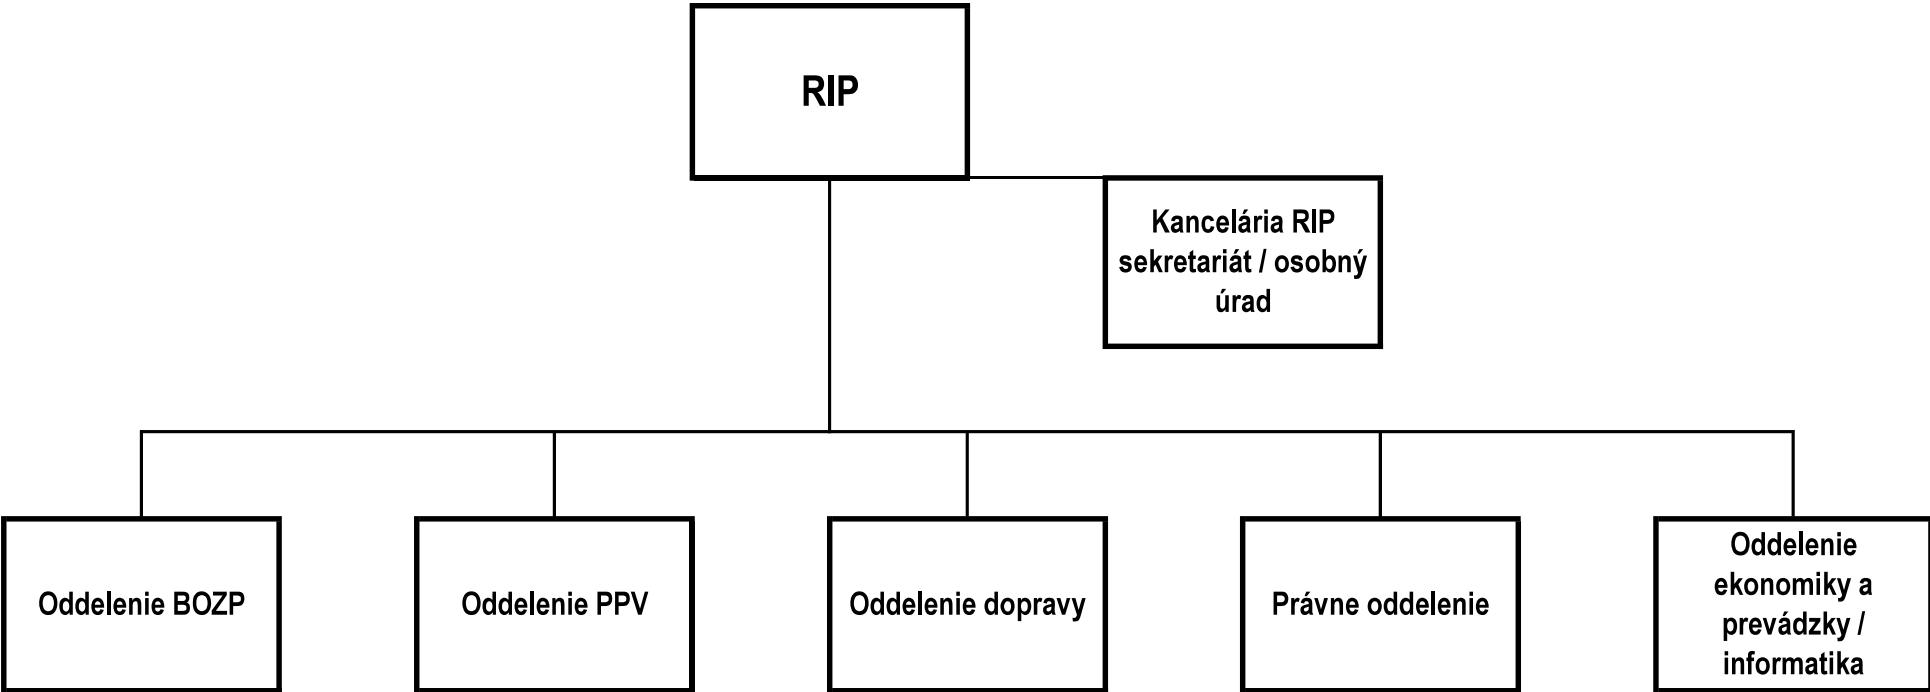 RIP
Kancelária RIP
sekretariát / osobný
úrad
Oddelenie BOZP
Oddelenie PPV
Oddelenie dopravy
Právne oddelenie
Oddelenie
ekonomiky a
prevádzky /
informatika